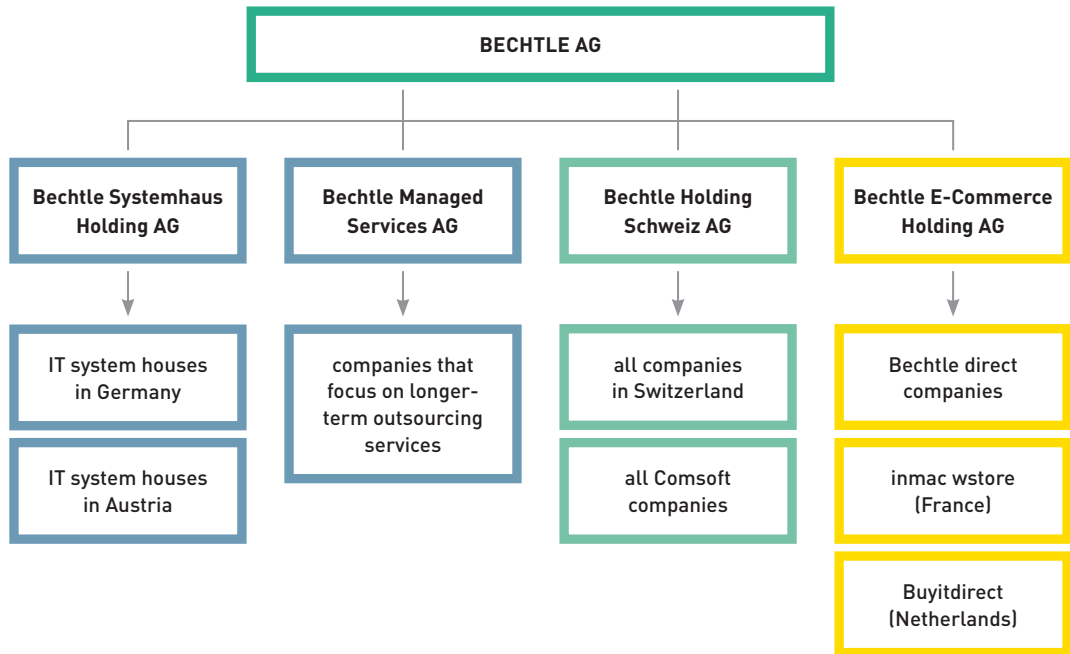 BECHTLE AG
Bechtle Systemhaus
Holding AG
Bechtle Managed
Services AG
Bechtle Holding
Schweiz AG
Bechtle E-Commerce
Holding AG
IT system houses
in Germany
IT system houses
in Austria
companies that
focus on longer-
term outsourcing
services
all companies
in Switzerland
all Comsoft
companies
Bechtle direct
companies
inmac wstore
(France)
Buyitdirect
(Netherlands)